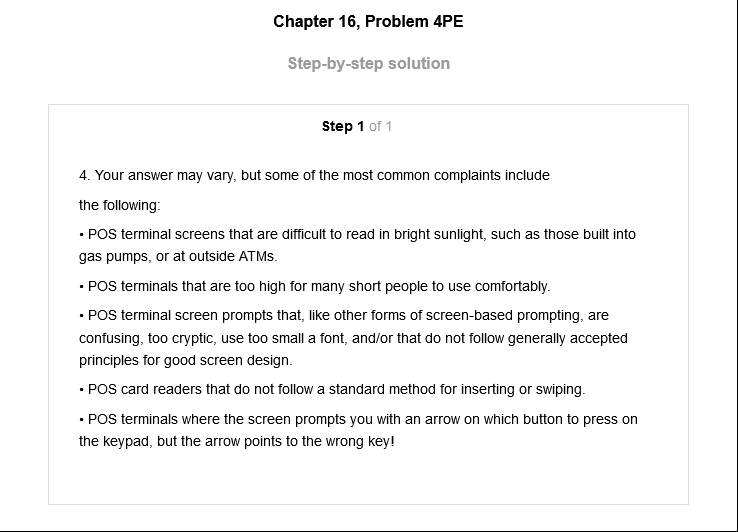 Chapter 16, Problem 4PE
Step-by-step solution
Step 1 of 1
4. Your answer may vary, but some of the most common complaints include
the following:
• POS terminal screens that are difficult to read in bright sunlight, such as those built into
gas pumps, or at outside ATMs.
• POS terminals that are too high for many short people to use comfortably.
• POS terminal screen prompts that, like other forms of screen-based prompting, are
confusing, too cryptic, use too small a font, and/or that do not follow generally accepted
principles for good screen design.
• POS card readers that do not follow a standard method for inserting or swiping.
• POS terminals where the screen prompts you with an arrow on which button to press on
the keypad, but the arrow points to the wrong key!